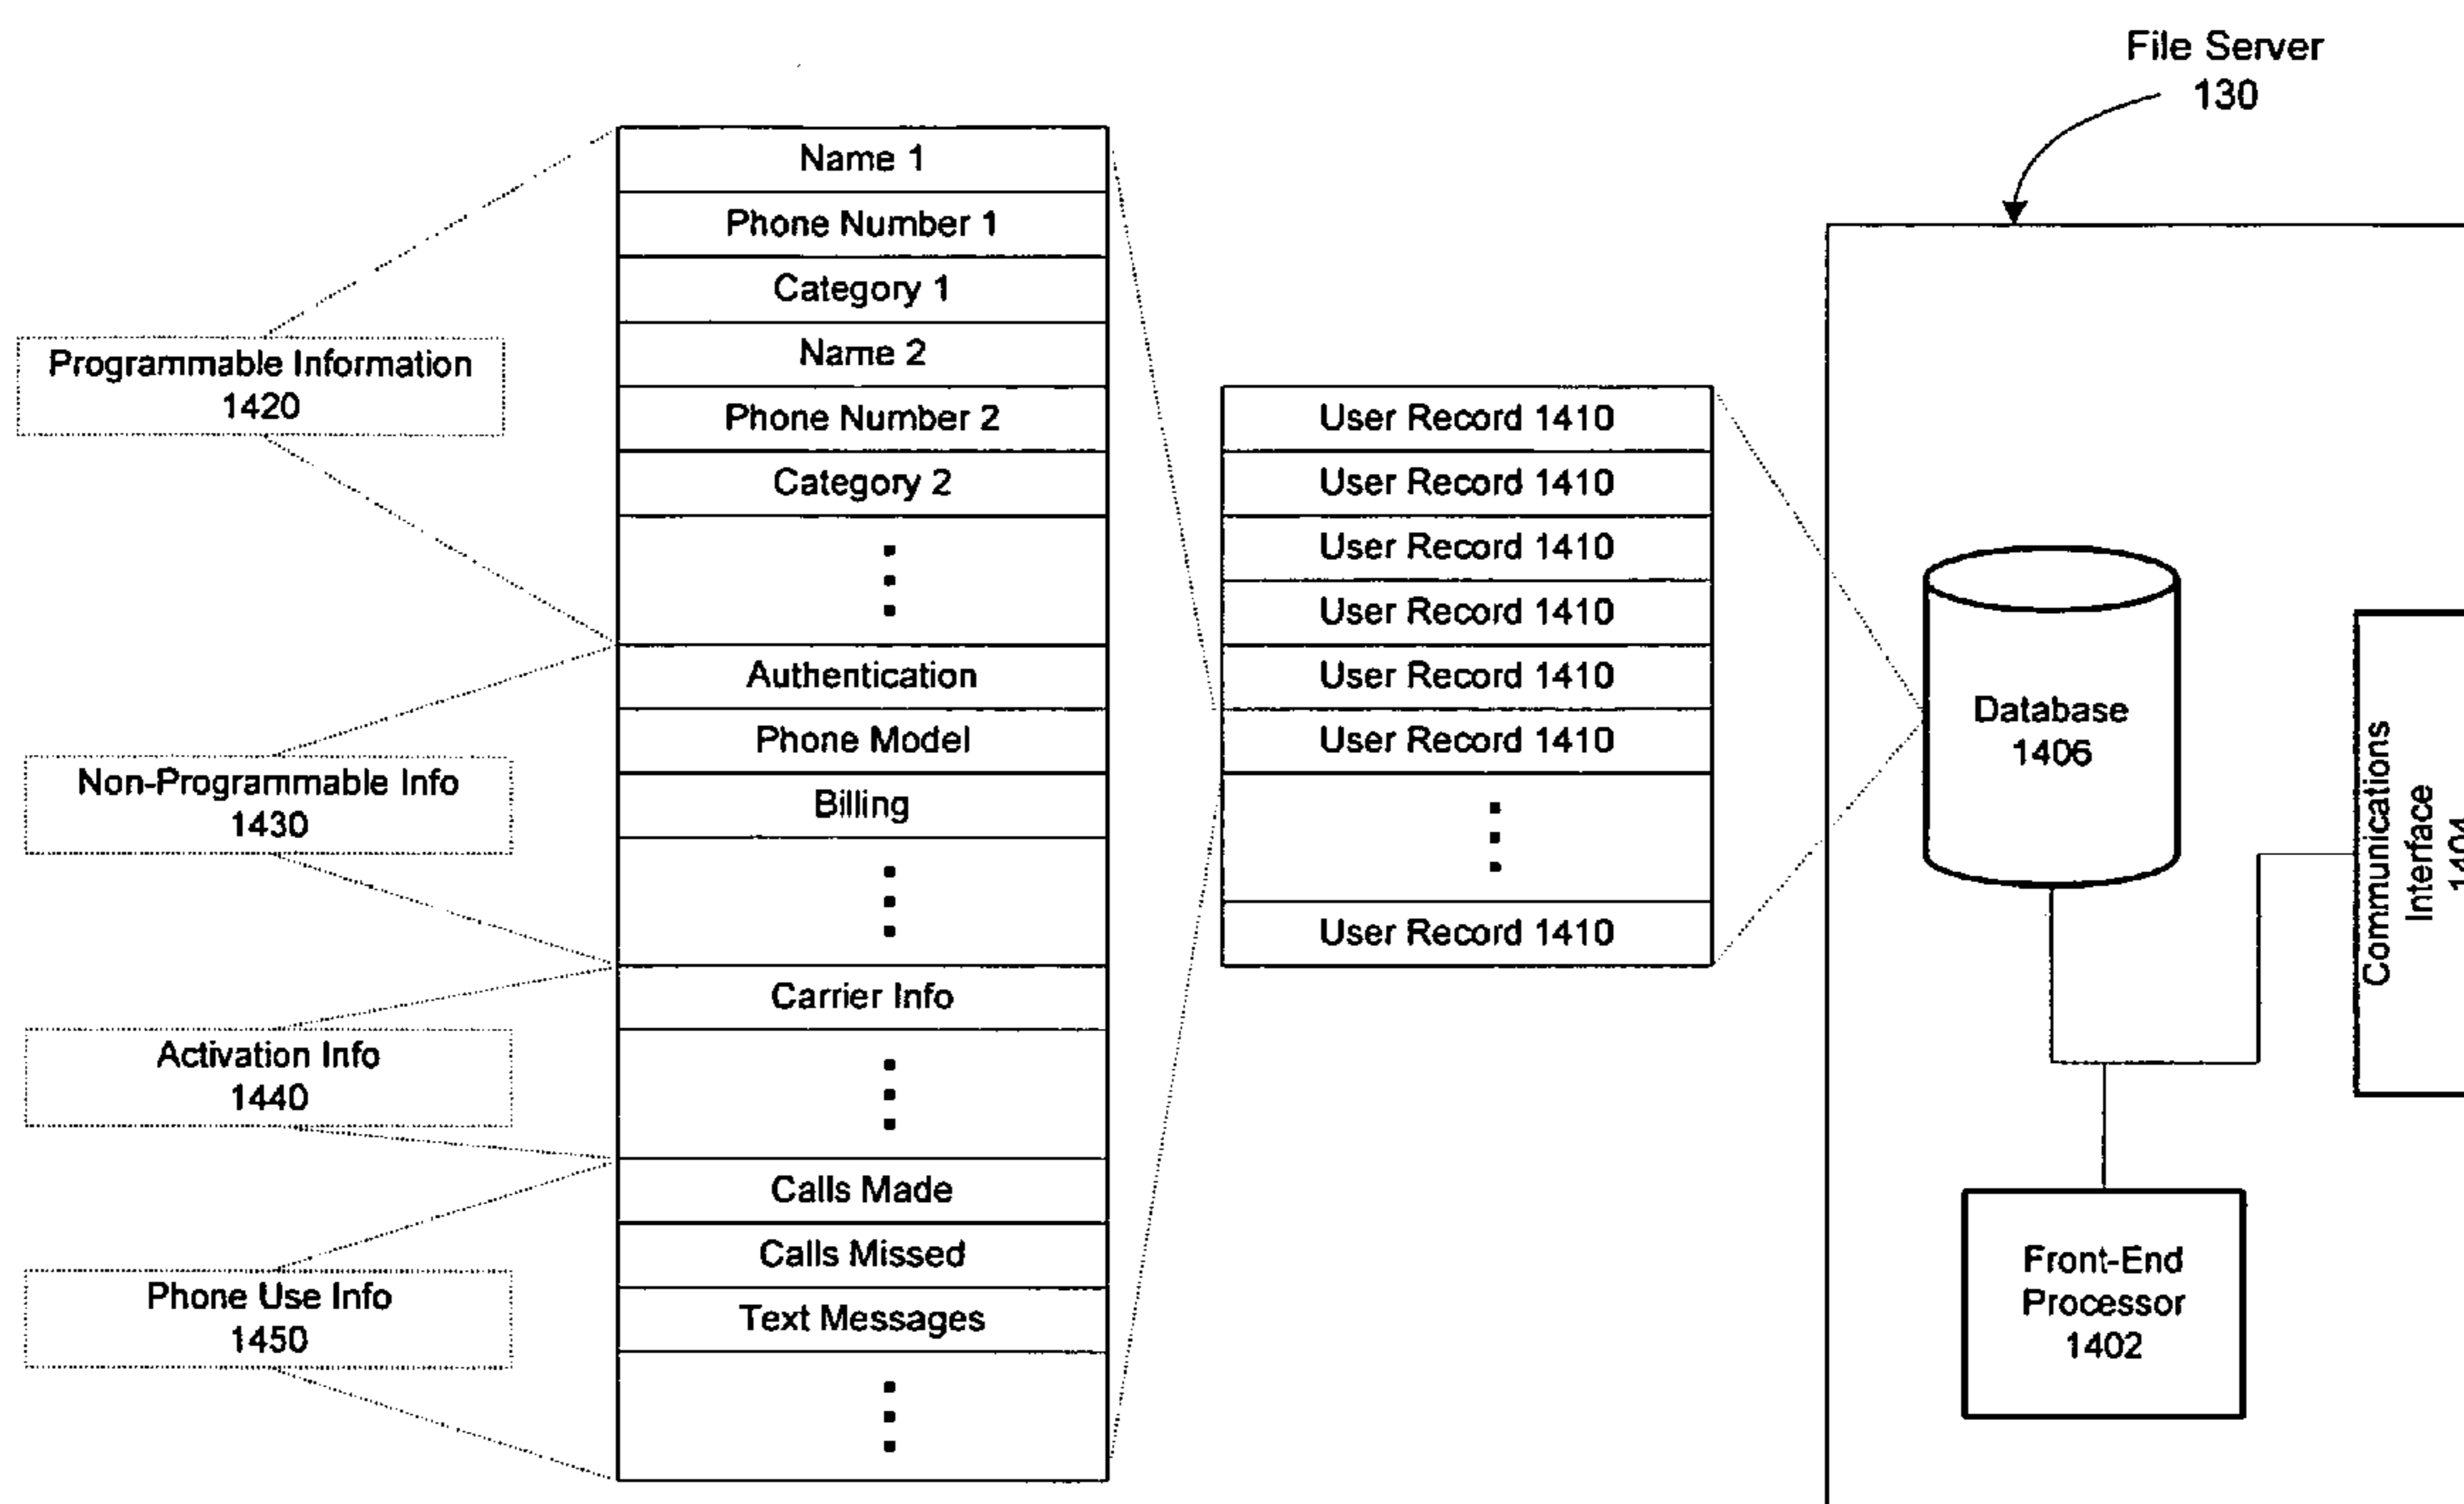 File Server
130
Name 1
Phone Number 1
Category 1
Name 2
Phone Number 2
Category 2
Authentication
Phone Model
Billing
Carrier Info
Calls Made
Calls Missed
Text Messages
Programmable Information
1420
Non-Programmable Info
1430
Activation Info
1440
Phone Use Info
1450
User Record 1410
User Record 1410
User Record 1410
User Record 1410
User Record 1410
User Record 1410
User Record 1410
Database
1406
Communications
Interface
1404
Front-End
Processor
1402